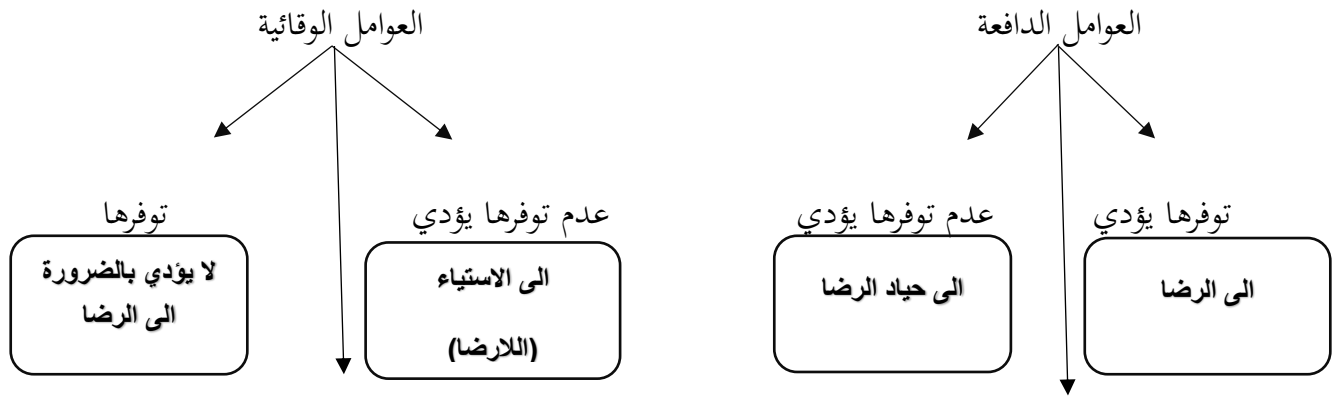 العوامل الدافعة
العوامل الوقائية
توفرها يؤدي
عدم توفرها يؤدي
عدم توفرها يؤدي
توفرها
الى الرضا
الى حياد الرضا
الى الاستياء
(اللارضا)
لا يؤدي بالضرورة
الى الرضا